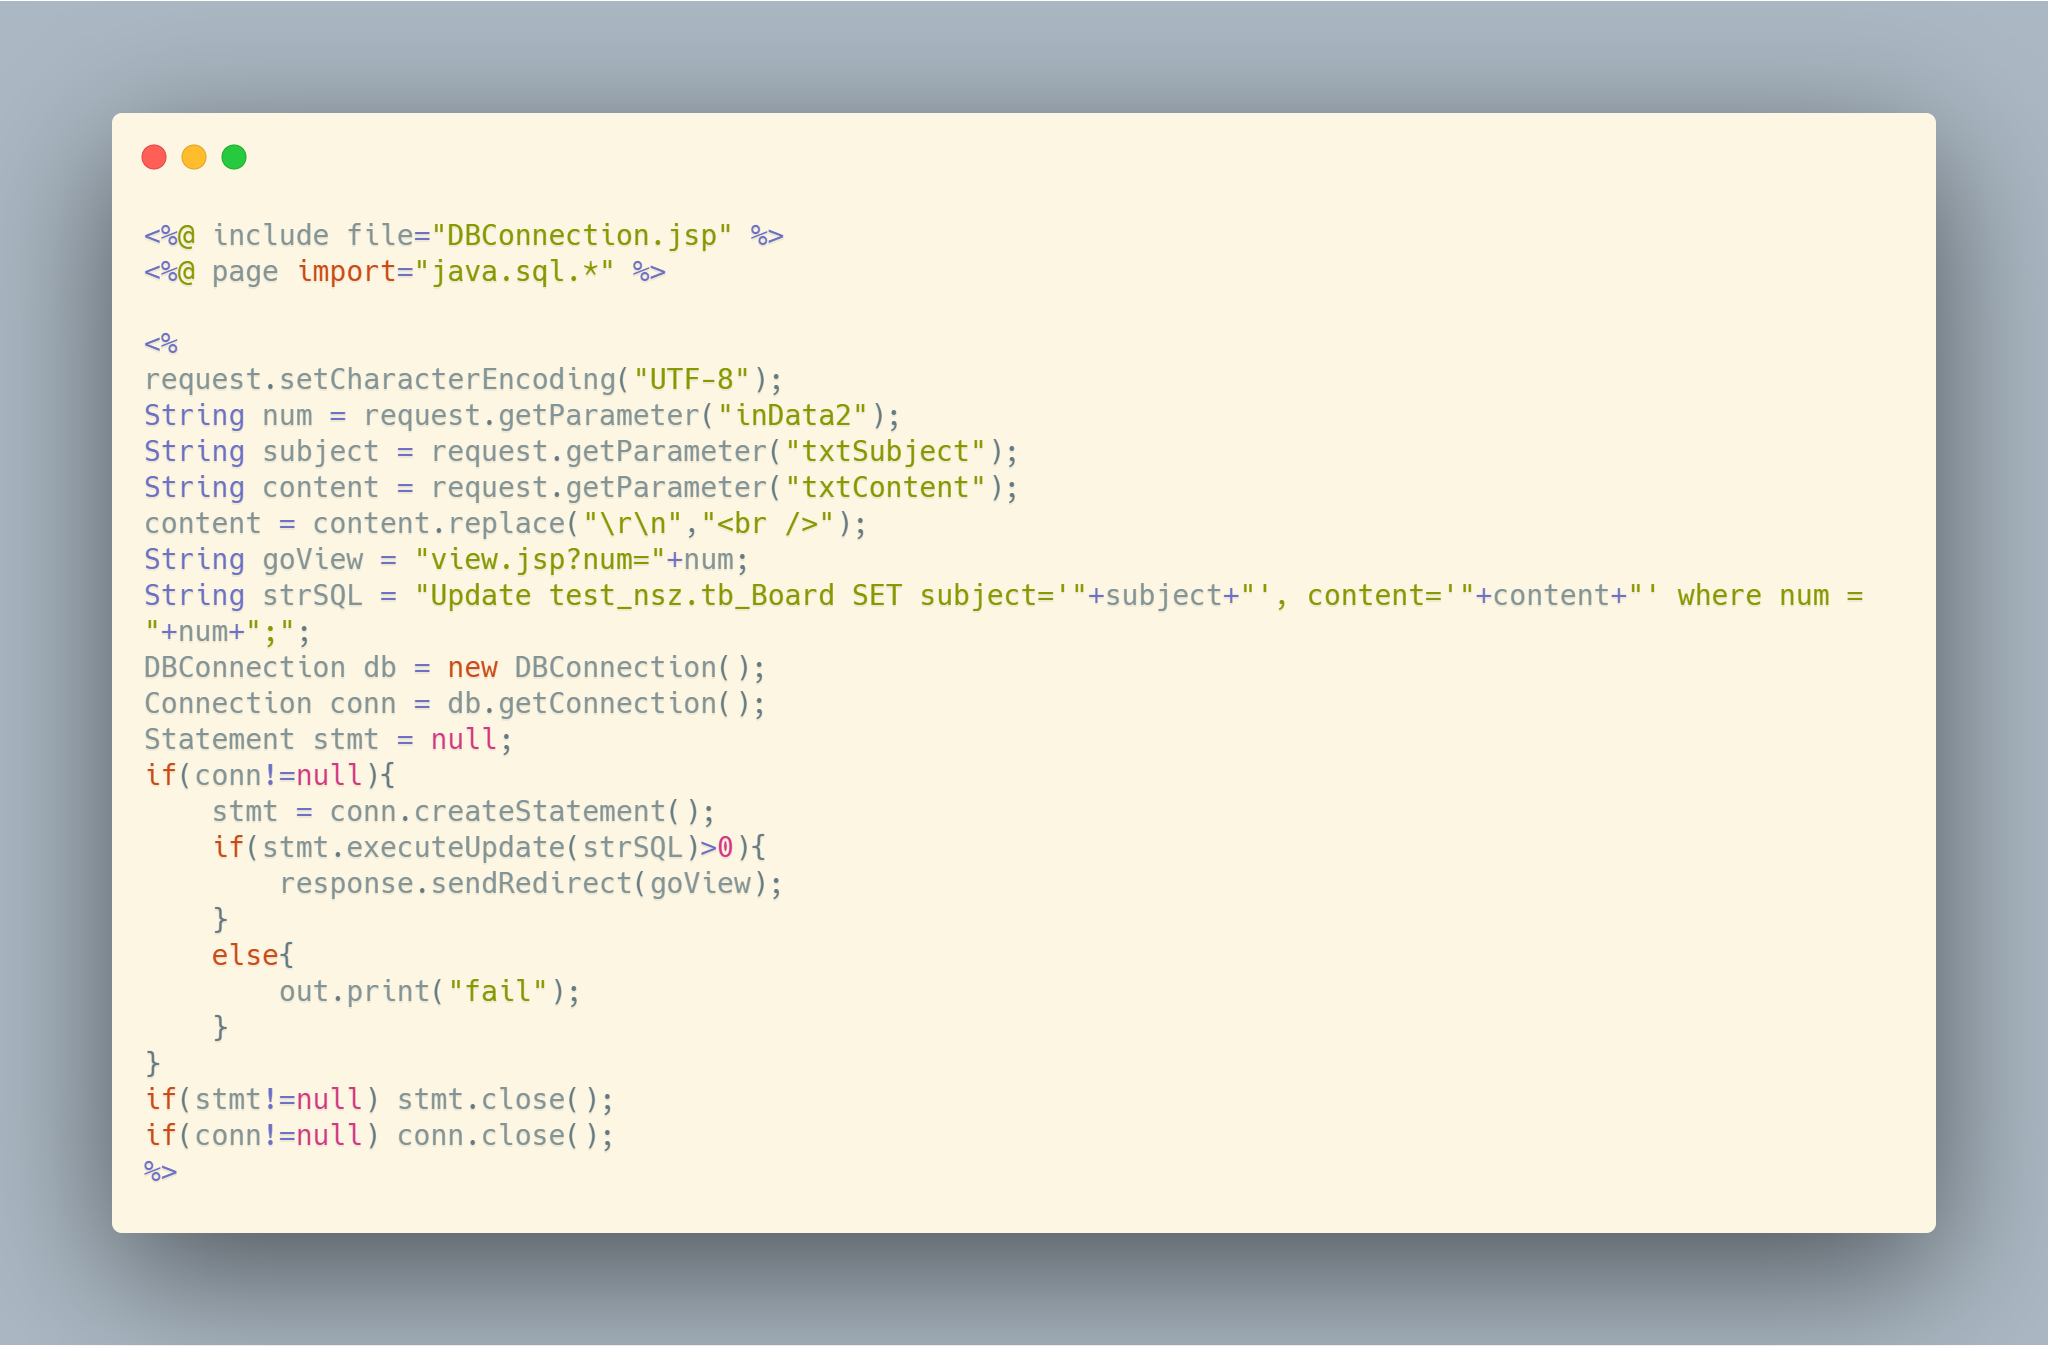 <%@ include file="DBConnection.jsp" %>
<%@ page import="java.sql.*" %>

<%
request.setCharacterEncoding("UTF-8");
String num = request.getParameter("inData2");
String subject = request.getParameter("txtSubject");
String content = request.getParameter("txtContent");
content = content.replace("\r\n","<br />");
String goView = "view.jsp?num="+num;
String strSQL = "Update test_nsz.tb_Board SET subject='"+subject+"', content='"+content+"' where num =
"+num+";";
DBConnection db = new DBConnection();
Connection conn = db.getConnection();
Statement stmt = null;
if(conn!=null){
    stmt = conn.createStatement();
    if(stmt.executeUpdate(strSQL)>0){
        response.sendRedirect(goView);
    }
    else{
        out.print("fail");
    }
}
if(stmt!=null) stmt.close();
if(conn!=null) conn.close();
%>